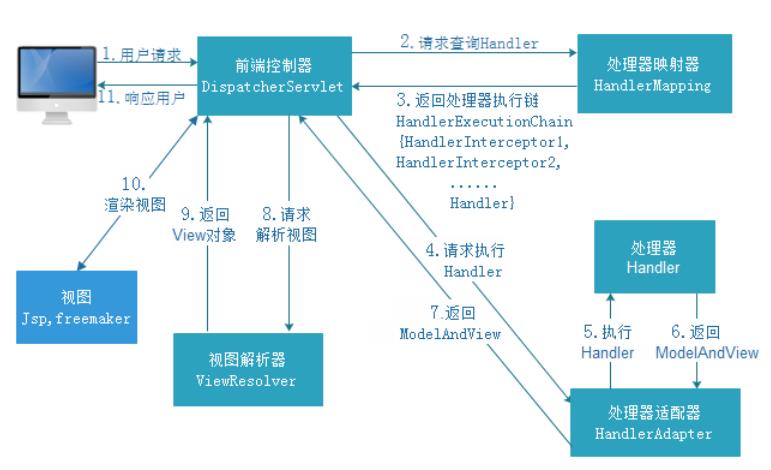 1.用户请求
11.响应用户
前端控制器
DispatcherServlet
2.请求查询Handler
处理器映射器
HandlerMapping
3.返回处理器执行链
HandlerExecutionChain
{HandlerInterceptor1,
HandlerInterceptor2,
......
Handler}
10.
渲染视图
9.返回
View对象
8.请求
解析视图
4.请求执行
Handler
处理器
Handler
视图
Jsp,freemaker
7.返回
ModelAndView
5.执行
Handler
6.返回
ModelAndView
视图解析器
ViewResolver
处理器适配器
HandlerAdapter